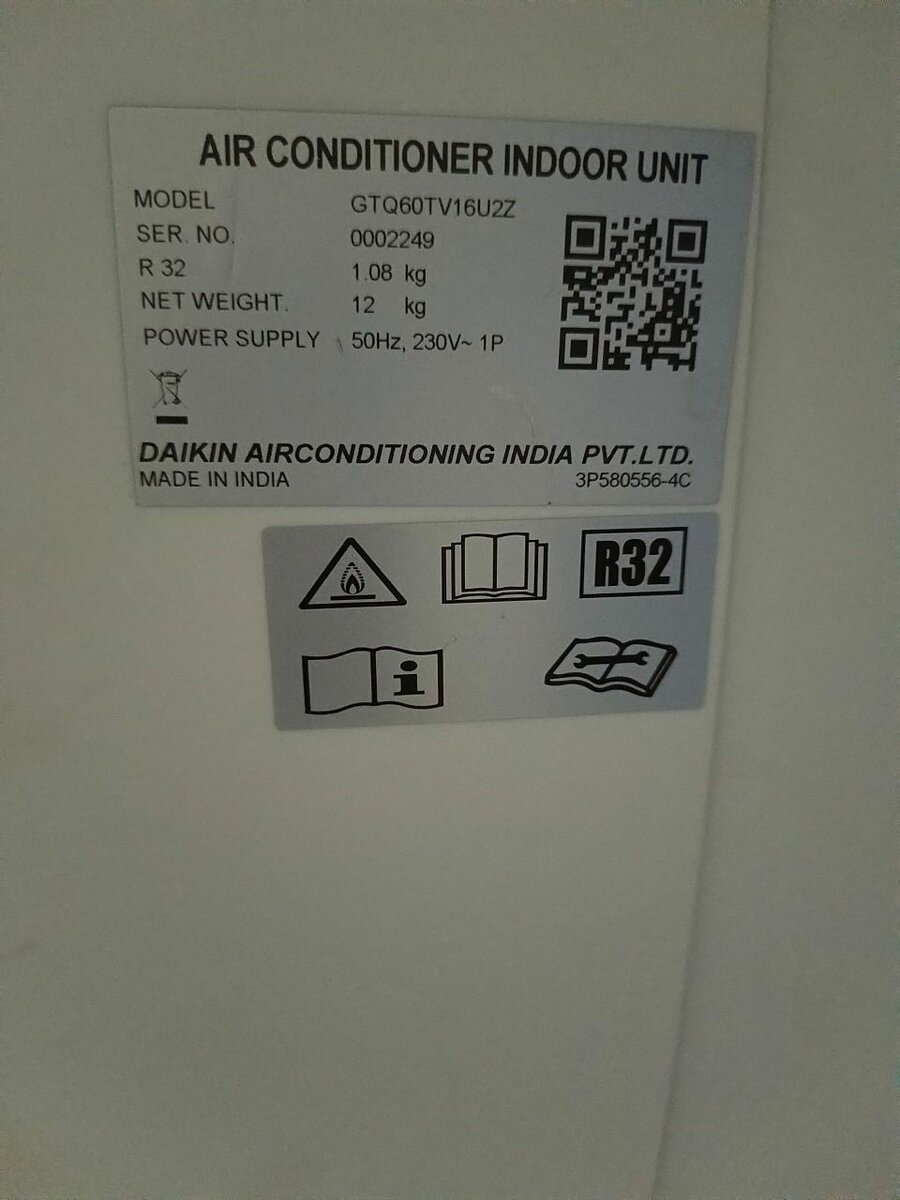 AIR CONDITIONER INDOOR UNIT
MODEL GTQ60TV16U2Z
SER. NO. 0002249
R 32 1.08 kg
NET WEIGHT. 12 kg
POWER SUPPLY 50Hz, 230V~ 1P
DAIKIN AIRCONDITIONING INDIA PVT.LTD.
MADE IN INDIA 3P580556-4C
R32
i